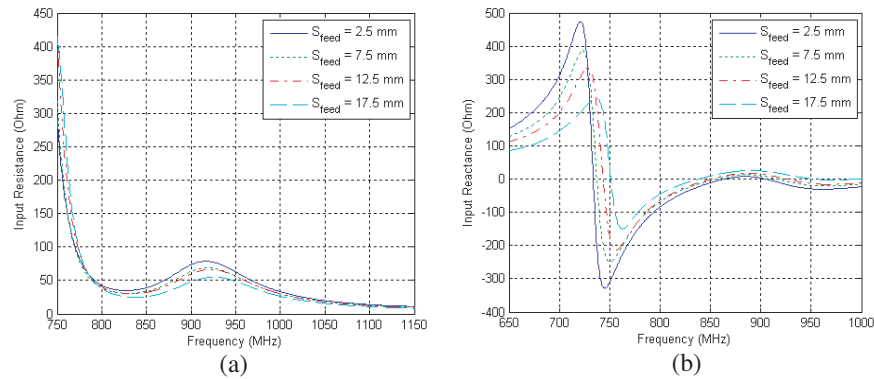 450
400
350
300
250
200
150
100
50
0
Input Resistance (Ohm)
S_feed = 2.5 mm
S_feed = 7.5 mm
S_feed = 12.5 mm
S_feed = 17.5 mm
750 800 850 900 950 1000 1050 1100 1150
Frequency (MHz)
(a)
500
400
300
200
100
0
-100
-200
-300
-400
Input Reactance (Ohm)
S_feed = 2.5 mm
S_feed = 7.5 mm
S_feed = 12.5 mm
S_feed = 17.5 mm
650 700 750 800 850 900 950 1000
Frequency (MHz)
(b)